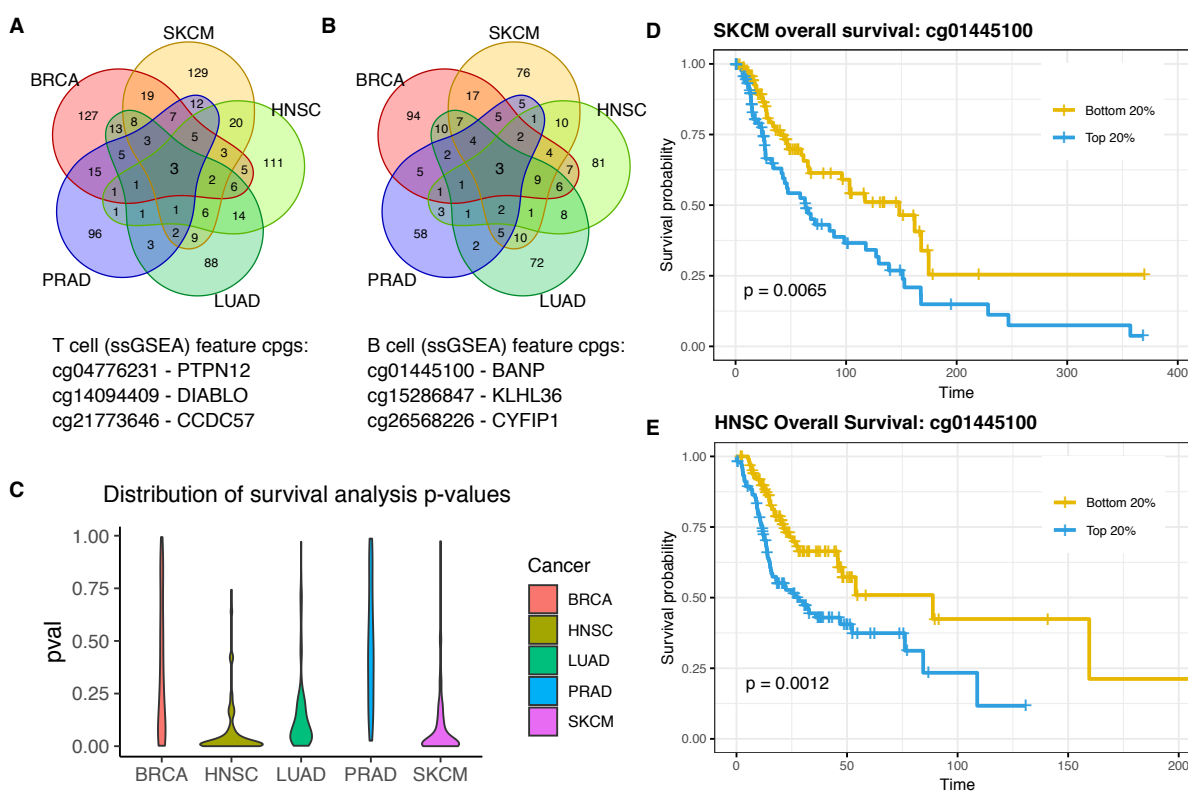 A
SKCM
BRCA
HNSC
PRAD
LUAD
129
19
12
127
7
20
13
8
5
3
3
111
5
3
5
15
1
2
6
1
1
1
1
6
14
96
3
2
9
88
T cell (ssGSEA) feature cpgs:
cg04776231 - PTPN12
cg14094409 - DIABLO
cg21773646 - CCDC57
B
SKCM
BRCA
HNSC
PRAD
LUAD
76
17
5
94
5
1
10
10
7
2
4
4
81
2
3
7
5
1
9
6
1
3
1
2
1
8
58
2
5
10
72
B cell (ssGSEA) feature cpgs:
cg01445100 - BANP
cg15286847 - KLHL36
cg26568226 - CYFIP1
C
Distribution of survival analysis p-values
pval
1.00
0.75
0.50
0.25
0.00
BRCA HNSC LUAD PRAD SKCM
Cancer
BRCA
HNSC
LUAD
PRAD
SKCM
D
SKCM overall survival: cg01445100
Survival probability
1.00
0.75
0.50
0.25
0.00
Bottom 20%
Top 20%
p = 0.0065
0 100 200 300 400
Time
E
HNSC Overall Survival: cg01445100
Survival probability
1.00
0.75
0.50
0.25
0.00
Bottom 20%
Top 20%
p = 0.0012
0 50 100 150
Time